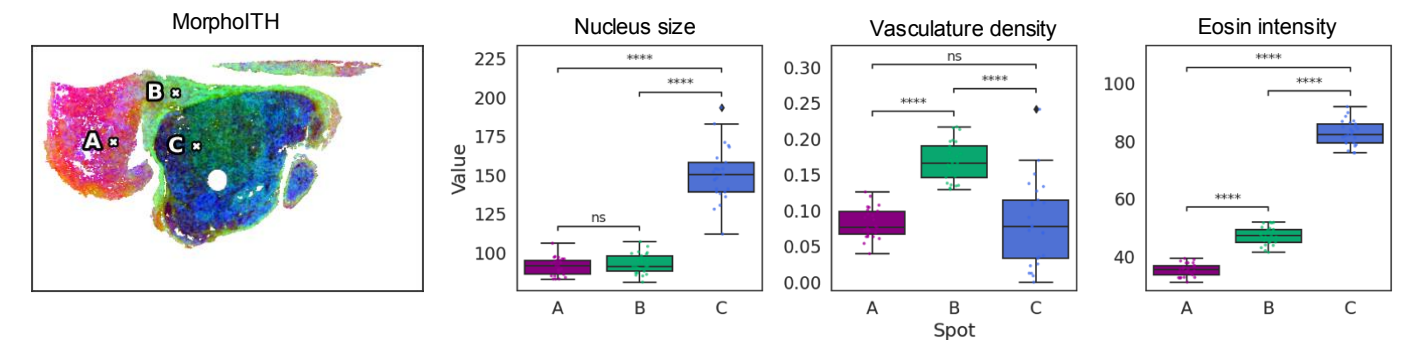 MorphoITH
A
B
C
Nucleus size
Value
225
200
175
150
125
100
****
****
ns
A B C
Vasculature density
0.30
0.25
0.20
0.15
0.10
0.05
0.00
ns
****
****
A B C
Spot
Eosin intensity
100
80
60
40
****
****
****
A B C